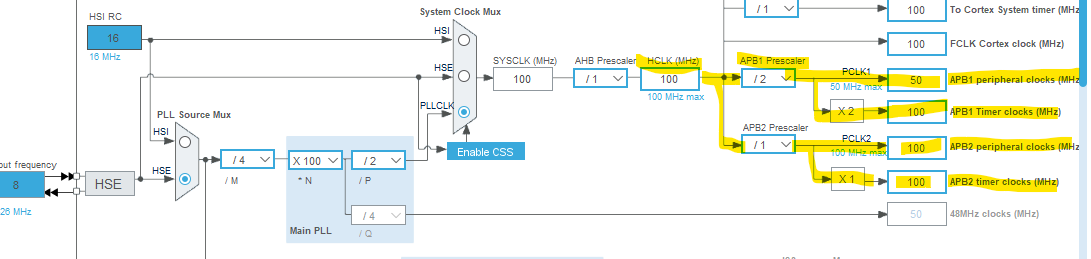 / 1
100
To Cortex System timer (MHz
System Clock Mux
HSI RC
16
16 MHz
HSI
100
FCLK Cortex clock (MHz)
SYSCLK (MHz)
AHB Prescaler
HCLK (MHz)
APB1 Prescaler
HSE
100
/ 1
100
100 MHz max
/ 2
PCLK1
50 MHz max
50
APB1 peripheral clocks (MHz)
PLLCLK
X 2
100
APB1 Timer clocks (MHz)
PLL Source Mux
HSI
APB2 Prescaler
PCLK2
/ 1
100 MHz max
100
APB2 peripheral clocks (MHz)
Enable CSS
put frequency
8
26 MHz
HSE
HSE
/ 4
/ M
X 100
* N
/ 2
/ P
X 1
100
APB2 timer clocks (MHz)
/ 4
/ Q
50
48MHz clocks (MHz)
Main PLL